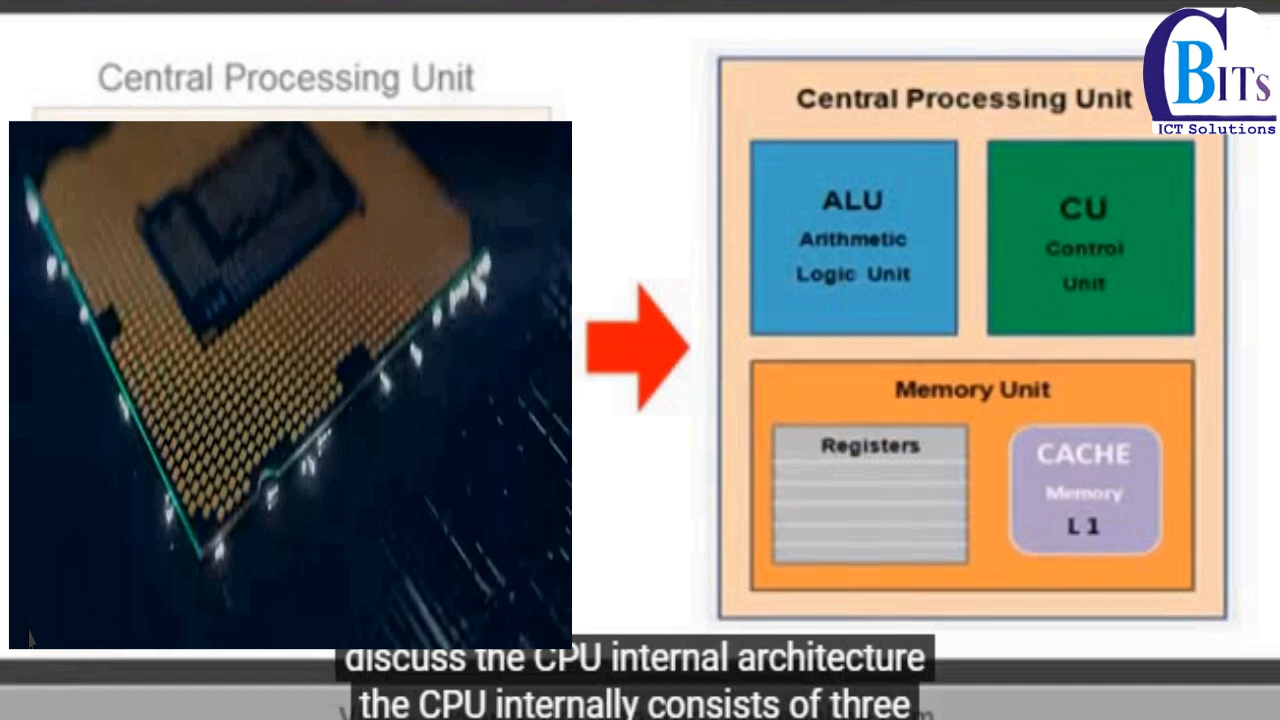 Central Processing Unit
Central Processing Unit
CBITs
ICT Solutions
ALU
Arithmetic
Logic Unit
CU
Control
Unit
Memory Unit
Registers
CACHE
Memory
L 1
discuss the CPU internal architecture
the CPU internally consists of three